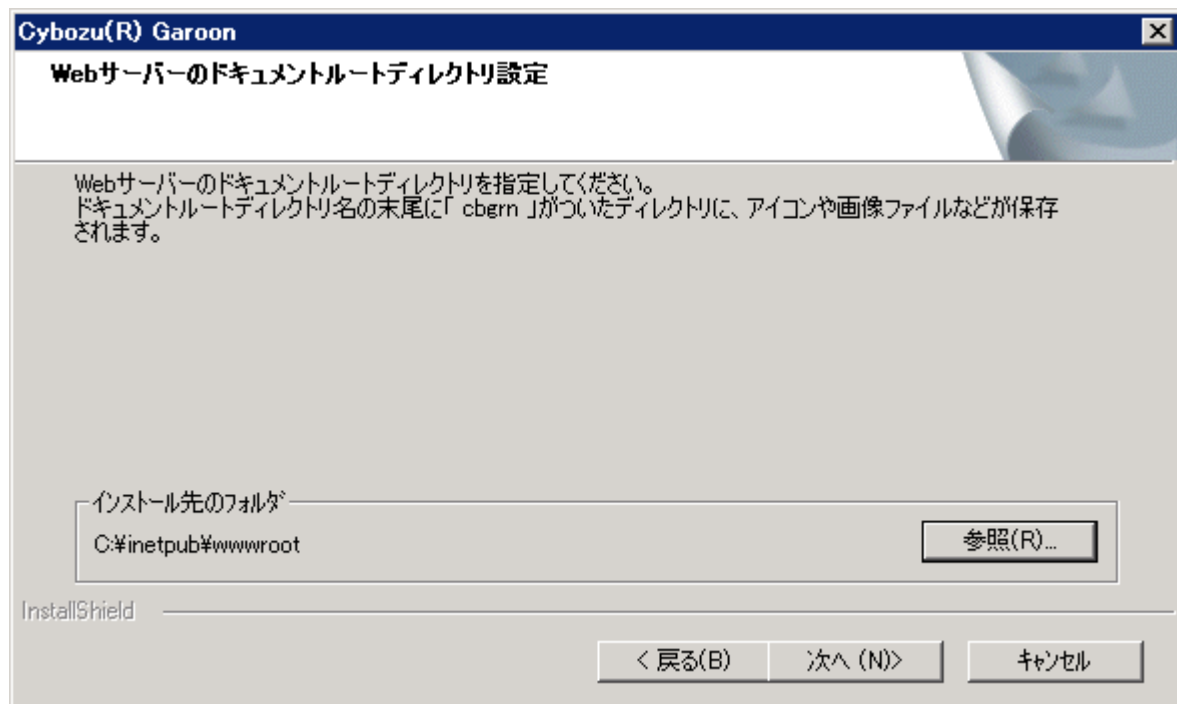 Cybozu(R) Garoon
Webサーバーのドキュメントルートディレクトリ設定
Webサーバーのドキュメントルートディレクトリを指定してください。
ドキュメントルートディレクトリ名の末尾に「 cbgrn 」がついたディレクトリに、アイコンや画像ファイルなどが保存
されます。
インストール先のフォルダ
C:¥inetpub¥wwwroot
参照(R)...
InstallShield
< 戻る(B)
次へ (N)>
キャンセル